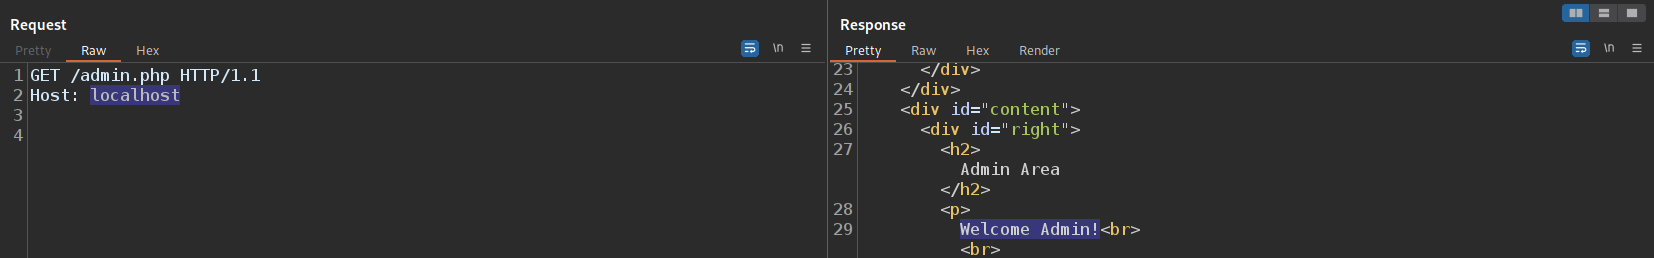 Request
Pretty Raw Hex \n
1 GET /admin.php HTTP/1.1
2 Host: localhost
3
4
Response
Pretty Raw Hex Render \n
23 </div>
24 </div>
25 <div id="content">
26 <div id="right">
27 <h2>
Admin Area
</h2>
28 <p>
29 Welcome Admin!<br>
<br>